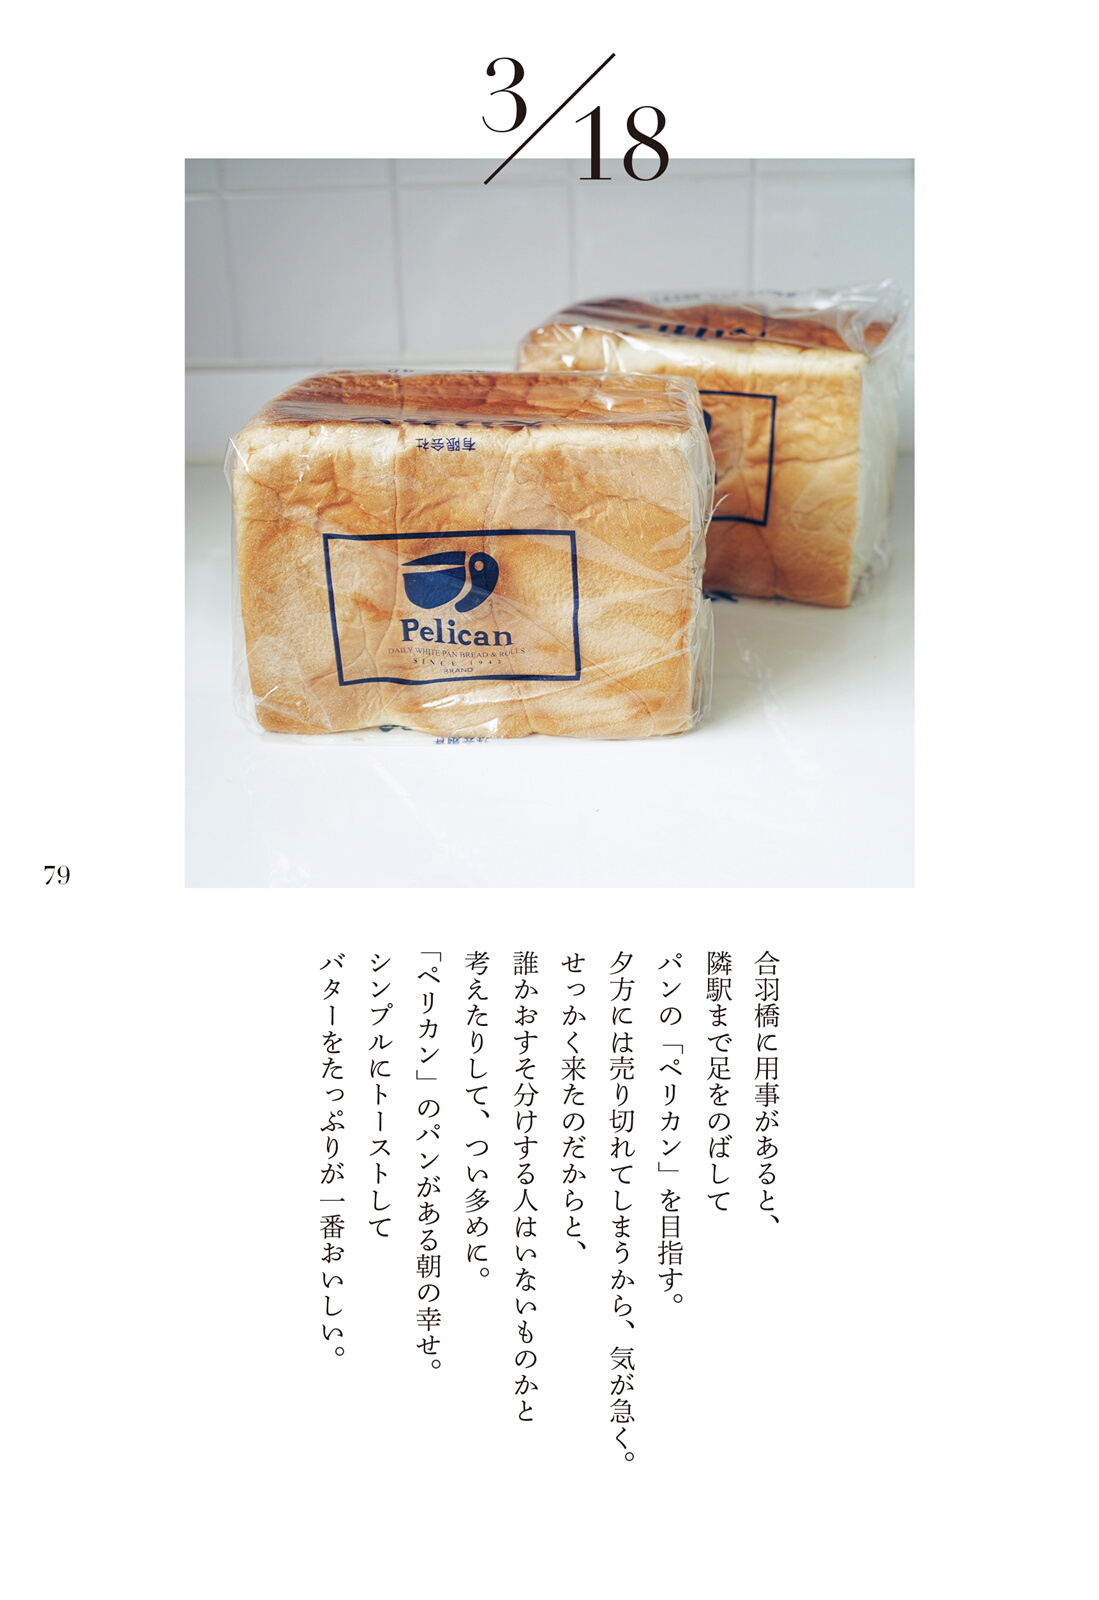 3/18
有限会社
Pelican
DAILY WHITE PAN BREAD & ROLLS
SINCE 1942
BRAND
79
合羽橋に用事があると、
隣駅まで足をのばして
パンの「ペリカン」を目指す。
夕方には売り切れてしまうから、気が急く。
せっかく来たのだからと、
誰かおすそ分けする人はいないものかと
考えたりして、つい多めに。
「ペリカン」のパンがある朝の幸せ。
シンプルにトーストして
バターをたっぷりが一番おいしい。